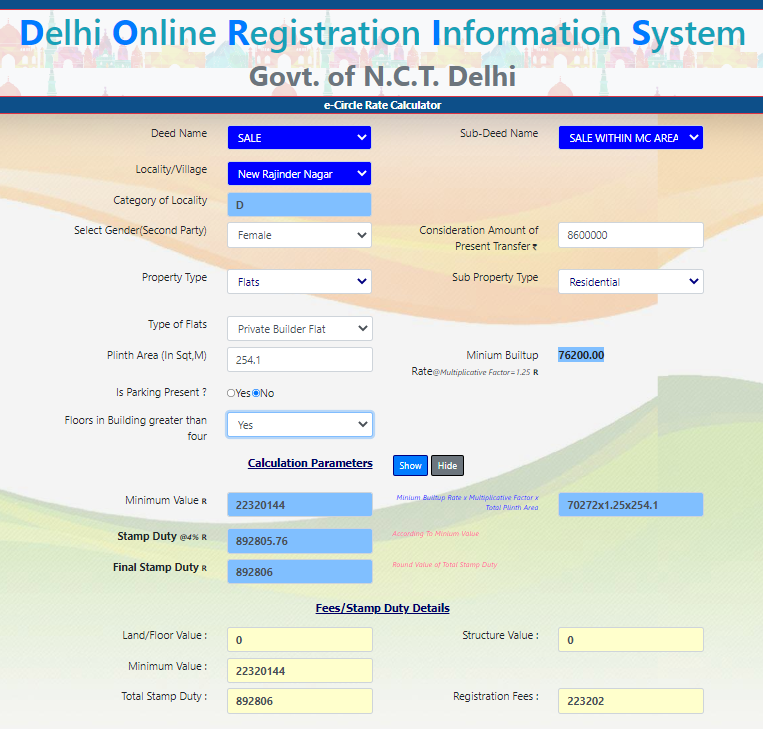 Delhi Online Registration Information System
Govt. of N.C.T. Delhi
e-Circle Rate Calculator
Deed Name SALE Sub-Deed Name SALE WITHIN MC AREA
Locality/Village New Rajinder Nagar
Category of Locality D
Select Gender(Second Party) Female Consideration Amount of
Present Transfer ₹ 8600000
Property Type Flats Sub Property Type Residential
Type of Flats Private Builder Flat
Plinth Area (In Sqt,M) 254.1 Minium Builtup
Rate@Multiplicative Factor=1.25 R 76200.00
Is Parking Present ? Yes No
Floors in Building greater than
four Yes
Calculation Parameters Show Hide
Minimum Value R 22320144 Minium Builtup Rate x Multiplicative Factor x
Total Plinth Area 70272x1.25x254.1
Stamp Duty @4% R 892805.76 According To Minium Value
Final Stamp Duty R 892806 Round Value of Total Stamp Duty
Fees/Stamp Duty Details
Land/Floor Value : 0 Structure Value : 0
Minimum Value : 22320144
Total Stamp Duty : 892806 Registration Fees : 223202